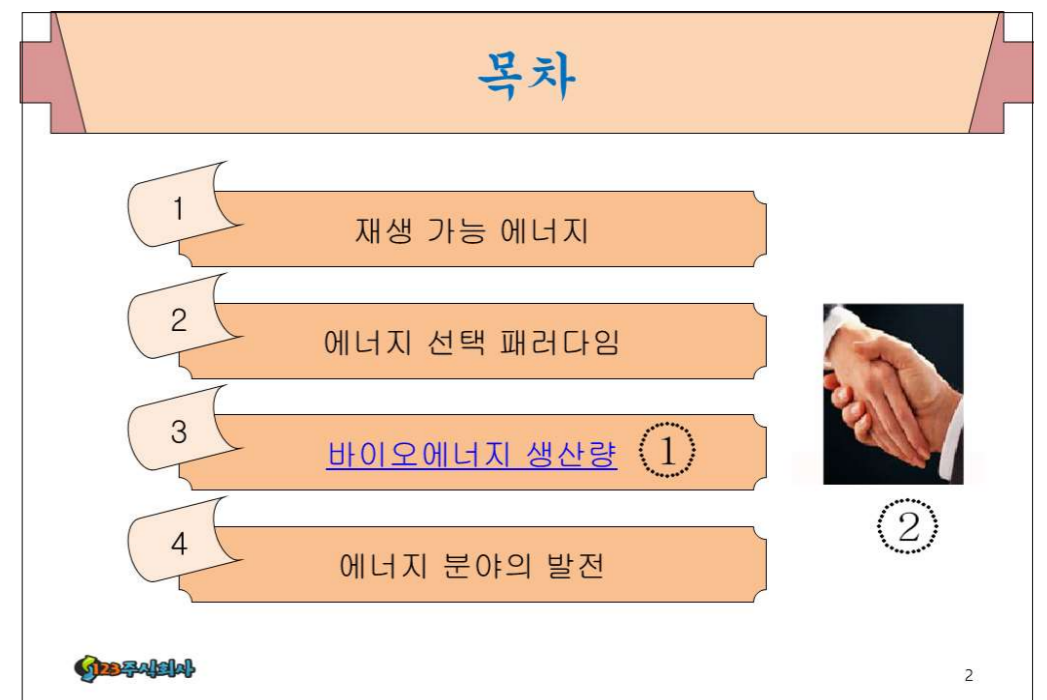 목차
1
재생 가능 에너지
2
에너지 선택 패러다임
3
바이오에너지 생산량 ①
4
에너지 분야의 발전
②
123주식회사
2